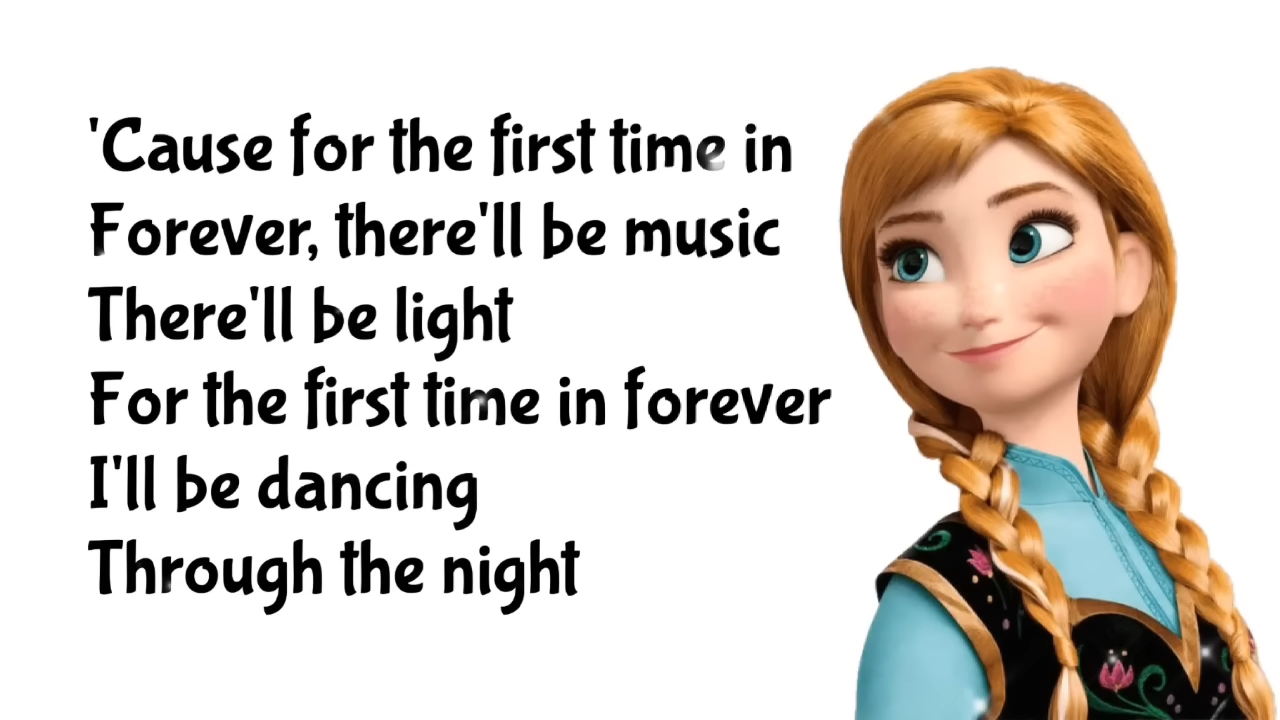 'Cause for the first time in
Forever, there'll be music
There'll be light
For the first time in forever
I'll be dancing
Through the night